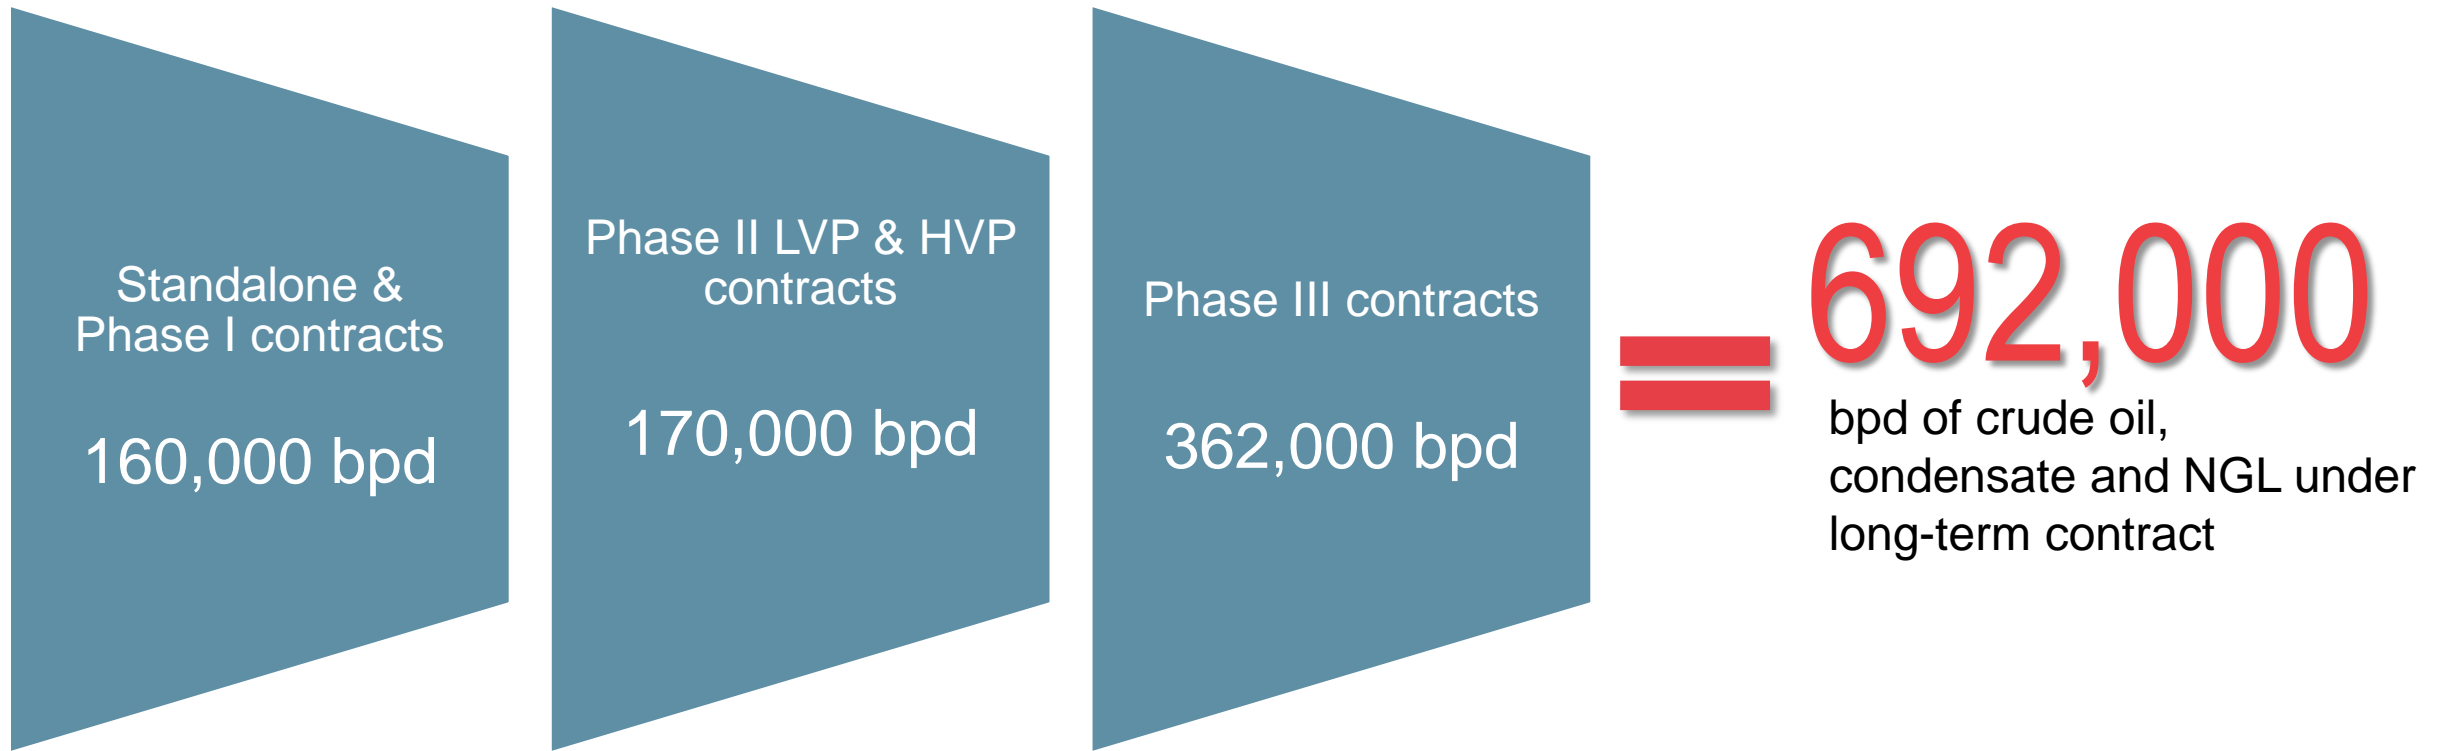 Standalone &
Phase I contracts
160,000 bpd
Phase II LVP & HVP
contracts
170,000 bpd
Phase III contracts
362,000 bpd
=
692,000
bpd of crude oil,
condensate and NGL under
long-term contract